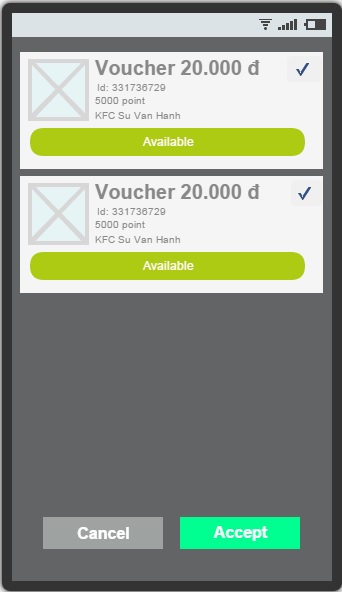 Voucher 20.000 đ
Id: 331736729
5000 point
KFC Su Van Hanh
Available
Voucher 20.000 đ
Id: 331736729
5000 point
KFC Su Van Hanh
Available
Cancel
Accept